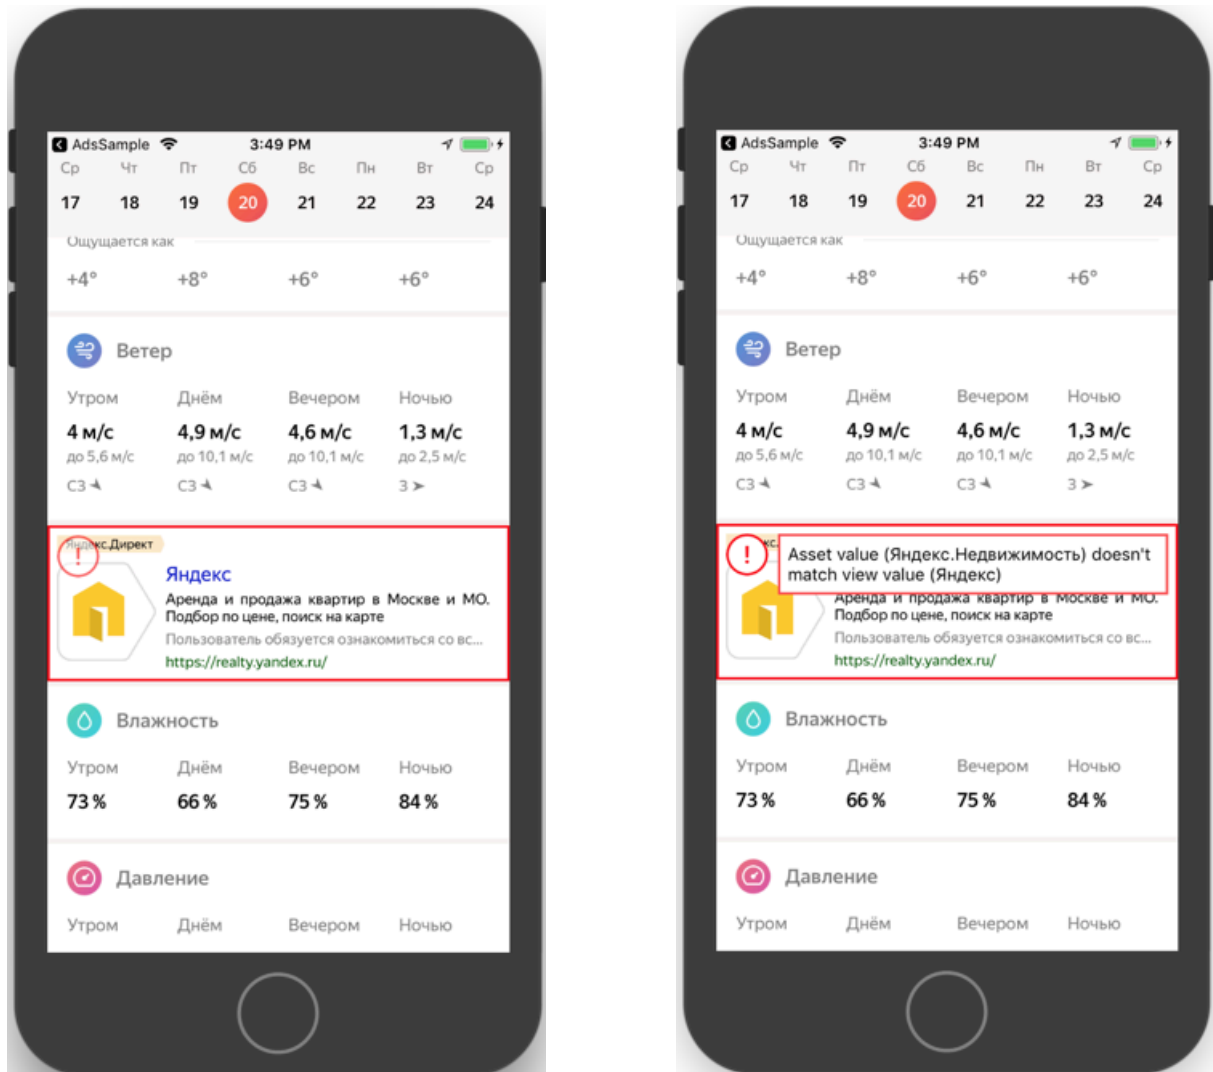 AdsSample 3:49 PM
Ср Чт Пт Сб Вс Пн Вт Ср
17 18 19 20 21 22 23 24
Ощущается как
+4° +8° +6° +6°
Ветер
Утром Днём Вечером Ночью
4 м/с 4,9 м/с 4,6 м/с 1,3 м/с
до 5,6 м/с до 10,1 м/с до 10,1 м/с до 2,5 м/с
СЗ СЗ СЗ З
Яндекс.Директ
!
Яндекс
Аренда и продажа квартир в Москве и МО.
Подбор по цене, поиск на карте
Пользователь обязуется ознакомиться со вс...
https://realty.yandex.ru/
Влажность
Утром Днём Вечером Ночью
73 % 66 % 75 % 84 %
Давление
Утром Днём Вечером Ночью
AdsSample 3:49 PM
Ср Чт Пт Сб Вс Пн Вт Ср
17 18 19 20 21 22 23 24
Ощущается как
+4° +8° +6° +6°
Ветер
Утром Днём Вечером Ночью
4 м/с 4,9 м/с 4,6 м/с 1,3 м/с
до 5,6 м/с до 10,1 м/с до 10,1 м/с до 2,5 м/с
СЗ СЗ СЗ З
!
Asset value (Яндекс.Недвижимость) doesn't
match view value (Яндекс)
Аренда и продажа квартир в Москве и МО.
Подбор по цене, поиск на карте
Пользователь обязуется ознакомиться со вс...
https://realty.yandex.ru/
Влажность
Утром Днём Вечером Ночью
73 % 66 % 75 % 84 %
Давление
Утром Днём Вечером Ночью